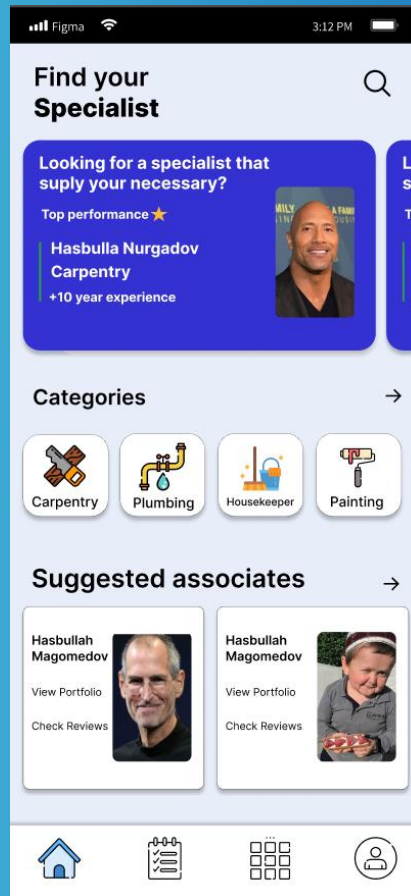 Figma 3:12 PM
Find your
Specialist
Looking for a specialist that
suply your necessary?
Top performance
Hasbulla Nurgadov
Carpentry
+10 year experience
L
s
T
Categories →
Carpentry Plumbing Housekeeper Painting
Suggested associates →
Hasbullah
Magomedov
View Portfolio
Check Reviews
Hasbullah
Magomedov
View Portfolio
Check Reviews